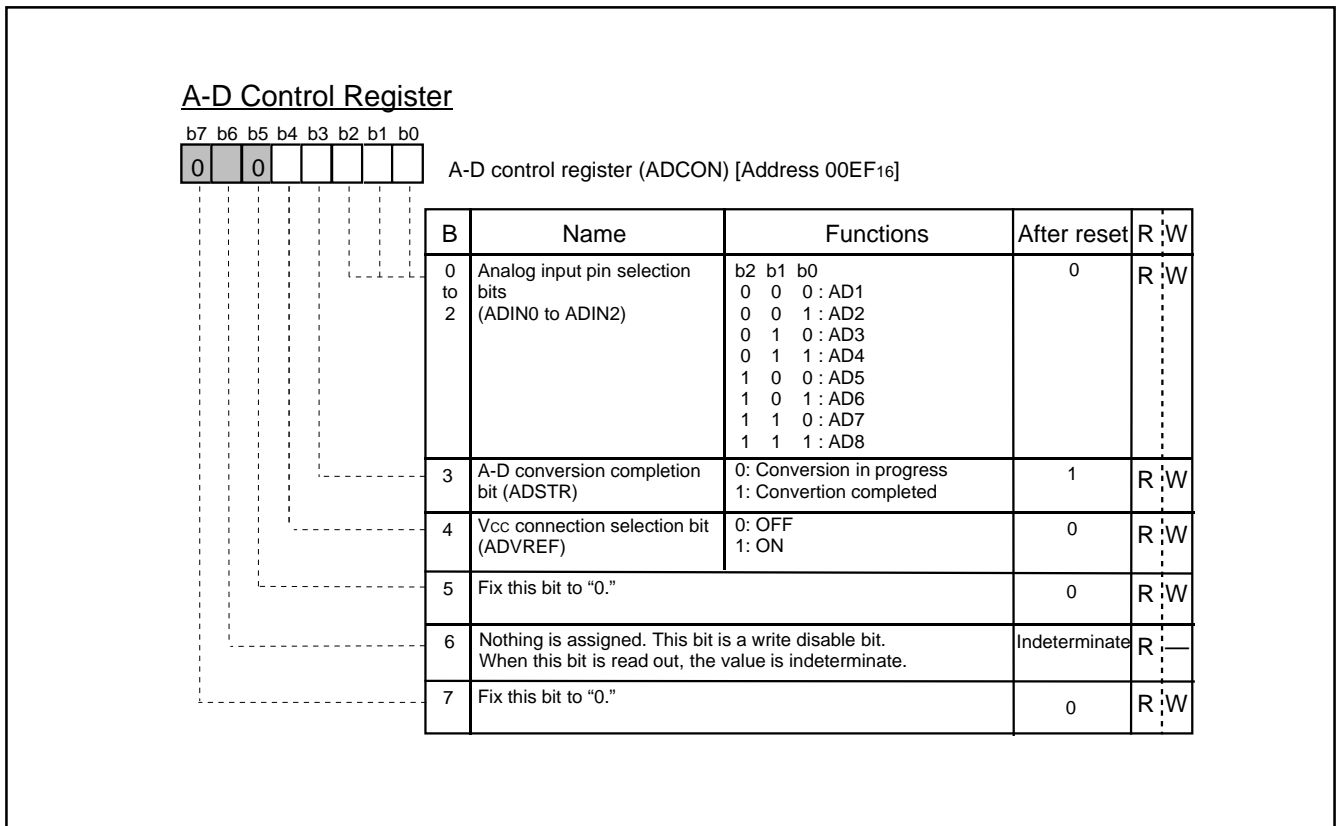 A-D Control Register
b7 b6 b5 b4 b3 b2 b1 b0
0 0
A-D control register (ADCON) [Address 00EF16]
B Name Functions After reset R W
0 to 2
Analog input pin selection bits
(ADIN0 to ADIN2)
b2 b1 b0
0 0 0 : AD1
0 0 1 : AD2
0 1 0 : AD3
0 1 1 : AD4
1 0 0 : AD5
1 0 1 : AD6
1 1 0 : AD7
1 1 1 : AD8
0 R W
3
A-D conversion completion
bit (ADSTR)
0: Conversion in progress
1: Convertion completed
1 R W
4
VCC connection selection bit
(ADVREF)
0: OFF
1: ON
0 R W
5 Fix this bit to “0.” 0 R W
6
Nothing is assigned. This bit is a write disable bit.
When this bit is read out, the value is indeterminate.
Indeterminate R —
7 Fix this bit to “0.” 0 R W